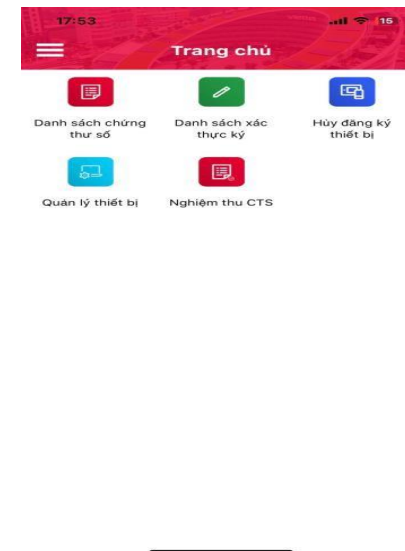 17:53
15
Trang chủ
Danh sách chứng
thư số
Danh sách xác
thực ký
Hủy đăng ký
thiết bị
Quản lý thiết bị
Nghiệm thu CTS